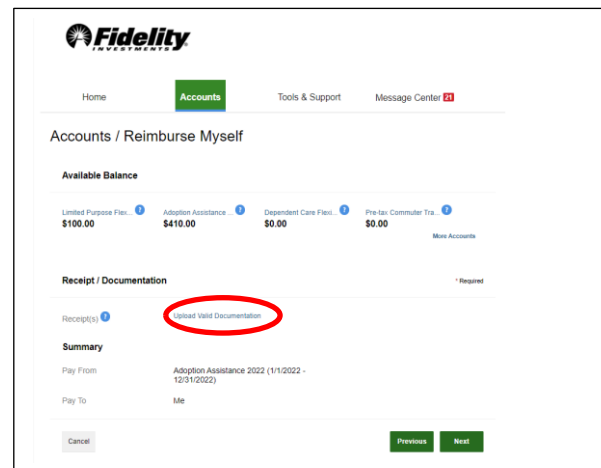 Fidelity
INVESTMENTS
Home Accounts Tools & Support Message Center 21
Accounts / Reimburse Myself
Available Balance
Limited Purpose Flex... ? Adoption Assistance ... ? Dependent Care Flexi... ? Pre-tax Commuter Tra... ?
$100.00 $410.00 $0.00 $0.00
More Accounts
Receipt / Documentation * Required
Receipt(s) ? Upload Valid Documentation
Summary
Pay From Adoption Assistance 2022 (1/1/2022 -
12/31/2022)
Pay To Me
Cancel Previous Next